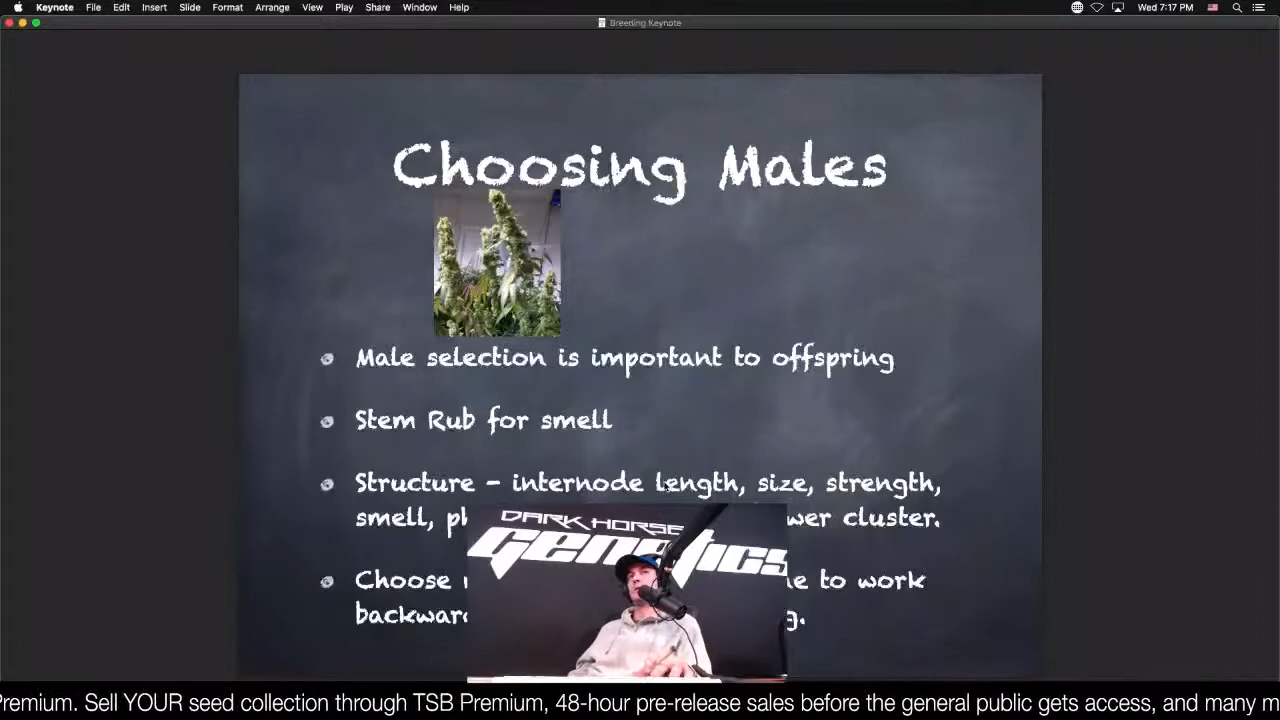 Keynote File Edit Insert Slide Format Arrange View Play Share Window Help Wed 7:17 PM
Breeding Keynote
Choosing Males
Male selection is important to offspring
Stem Rub for smell
Structure - internode length, size, strength,
smell, wer cluster.
DARK HORSE
genetics
Choose e to work
Premium. Sell YOUR seed collection through TSB Premium, 48-hour pre-release sales before the general public gets access, and many